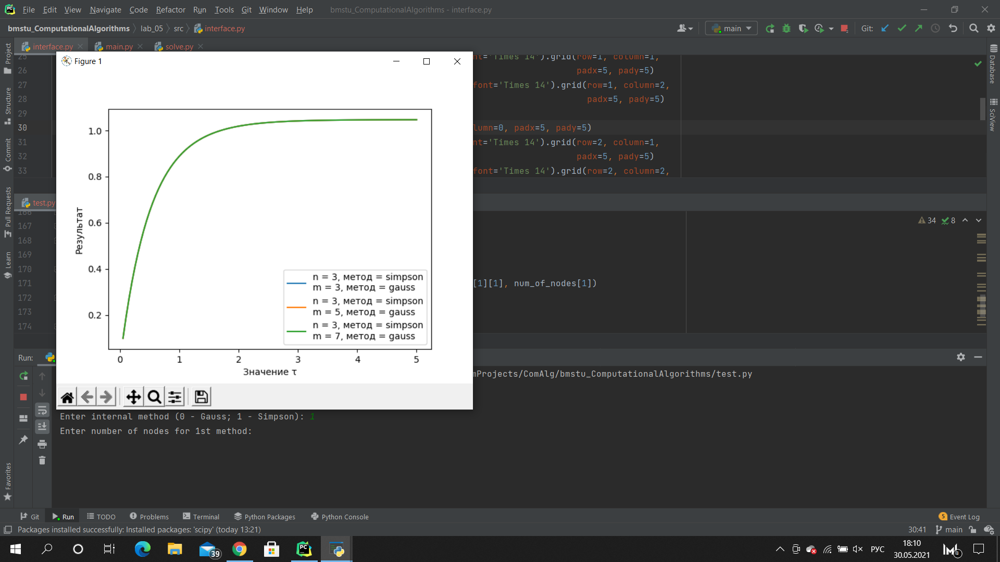 File Edit View Navigate Code Refactor Run Tools Git Window Help bmstu_ComputationalAlgorithms - interface.py
bmstu_ComputationalAlgorithms lab_05 src interface.py main Git:
interface.py main.py solve.py
Project
Structure
Commit
Pull Requests
Learn
Favorites
Database
SciView
Figure 1
25 nt='Times 14').grid(row=1, column=1,
26 padx=5, pady=5)
27 font='Times 14').grid(row=1, column=2,
28 padx=5, pady=5)
29
30 lumn=0, padx=5, pady=5)
31 nt='Times 14').grid(row=2, column=1,
32 padx=5, pady=5)
33 font='Times 14').grid(row=2, column=2,
1.0
0.8
0.6
0.4
0.2
Результат
0 1 2 3 4 5
Значение τ
n = 3, метод = simpson
m = 3, метод = gauss
n = 3, метод = simpson
m = 5, метод = gauss
n = 3, метод = simpson
m = 7, метод = gauss
test.py
34 8
166
167
168
169
170
171 [1][1], num_of_nodes[1])
172
173
174
Run:
mProjects/ComAlg/bmstu_ComputationalAlgorithms/test.py
Enter internal method (0 - Gauss; 1 - Simpson): 1
Enter number of nodes for 1st method:
Git Run TODO Problems Terminal Python Packages Python Console 5 Event Log
Packages installed successfully: Installed packages: 'scipy' (today 13:21) 30:41 main
39 PC РУС 18:10
30.05.2021 3